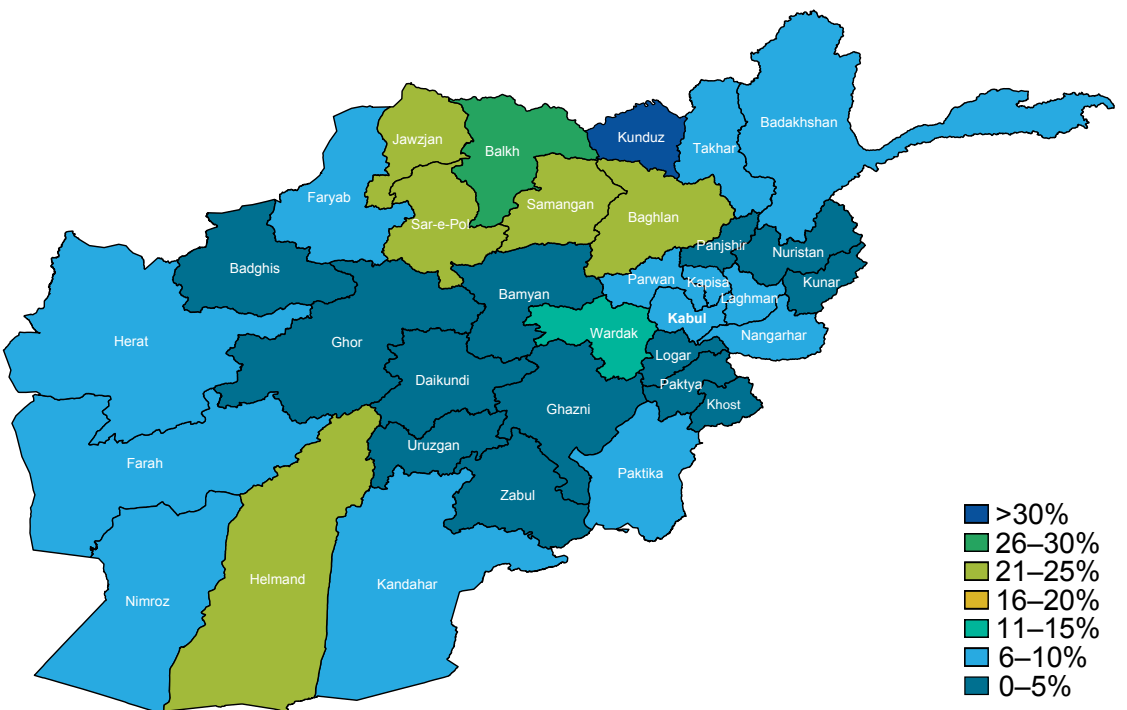 Badakhshan
Kunduz
Jawzjan
Takhar
Balkh
Faryab
Samangan
Baghlan
Sar-e-Pol
Panjshir
Nuristan
Badghis
Parwan
Kapisa
Kunar
Bamyan
Laghman
Kabul
Wardak
Nangarhar
Herat
Ghor
Logar
Daikundi
Paktya
Ghazni
Khost
Uruzgan
Farah
Paktika
Zabul
Helmand
Kandahar
Nimroz
>30%
26–30%
21–25%
16–20%
11–15%
6–10%
0–5%